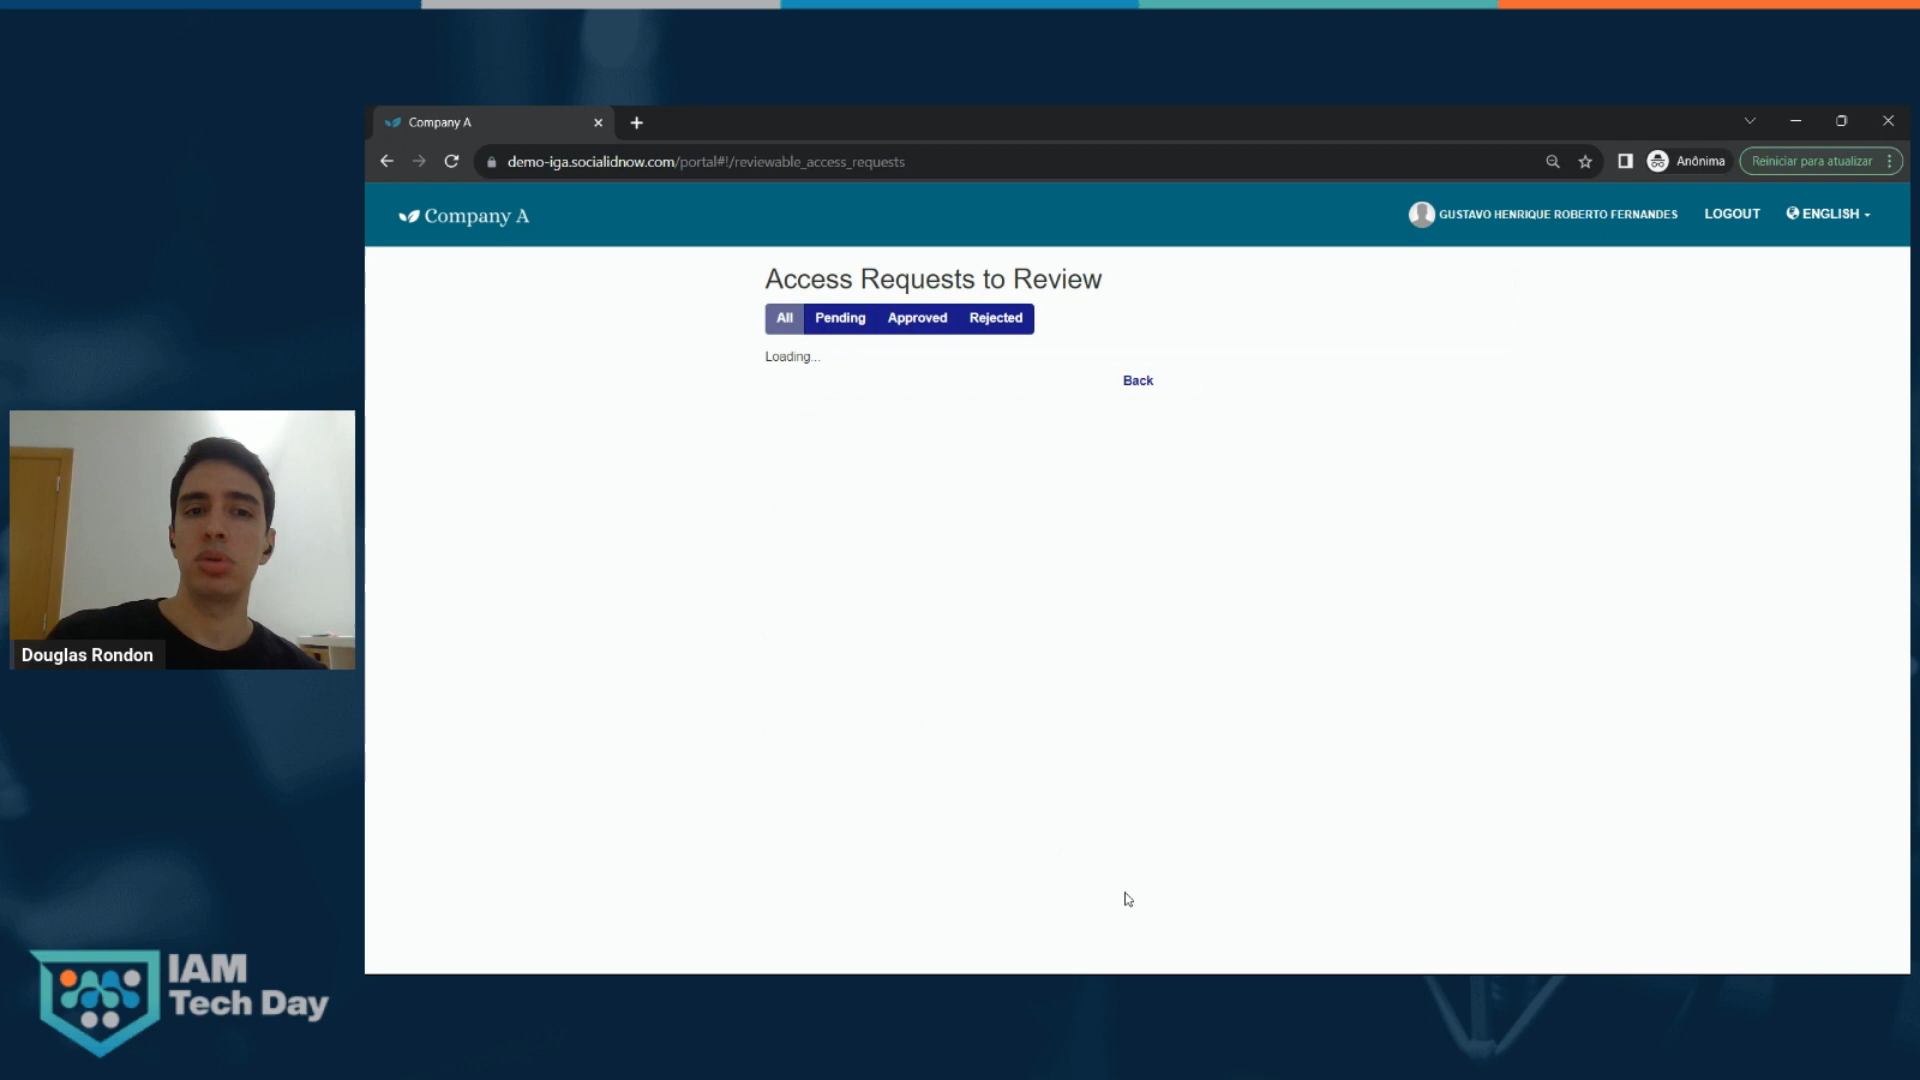 Company A
demo-iga.socialidnow.com/portal#!/reviewable_access_requests
Anônima
Reiniciar para atualizar
Company A
GUSTAVO HENRIQUE ROBERTO FERNANDES
LOGOUT
ENGLISH
Access Requests to Review
All
Pending
Approved
Rejected
Loading...
Back
Douglas Rondon
IAM
Tech Day